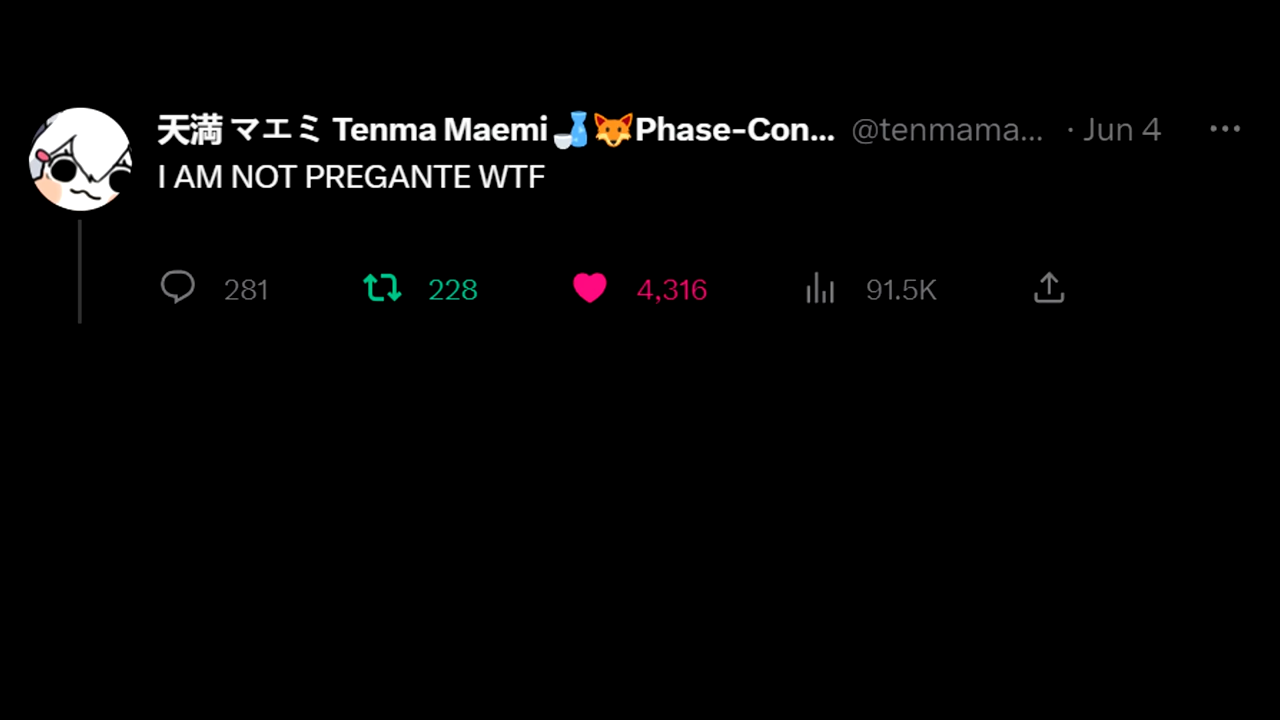 天満 マエミ Tenma Maemi🍶🦊Phase-Con... @tenmama... · Jun 4
I AM NOT PREGANTE WTF
281 228 4,316 91.5K